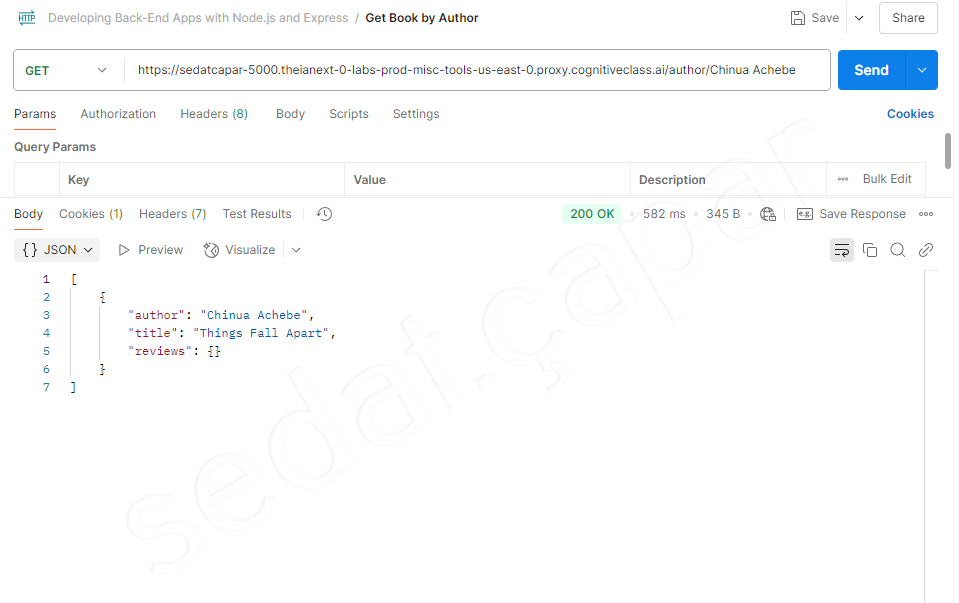 HTTP Developing Back-End Apps with Node.js and Express / Get Book by Author Save Share
GET https://sedatcapar-5000.theianext-0-labs-prod-misc-tools-us-east-0.proxy.cognitiveclass.ai/author/Chinua Achebe Send
Params Authorization Headers (8) Body Scripts Settings Cookies
Query Params
Key Value Description Bulk Edit
Body Cookies (1) Headers (7) Test Results 200 OK 582 ms 345 B e.g. Save Response
{} JSON Preview Visualize
1 [
2 {
3 "author": "Chinua Achebe",
4 "title": "Things Fall Apart",
5 "reviews": {}
6 }
7 ]
sedat.çapar